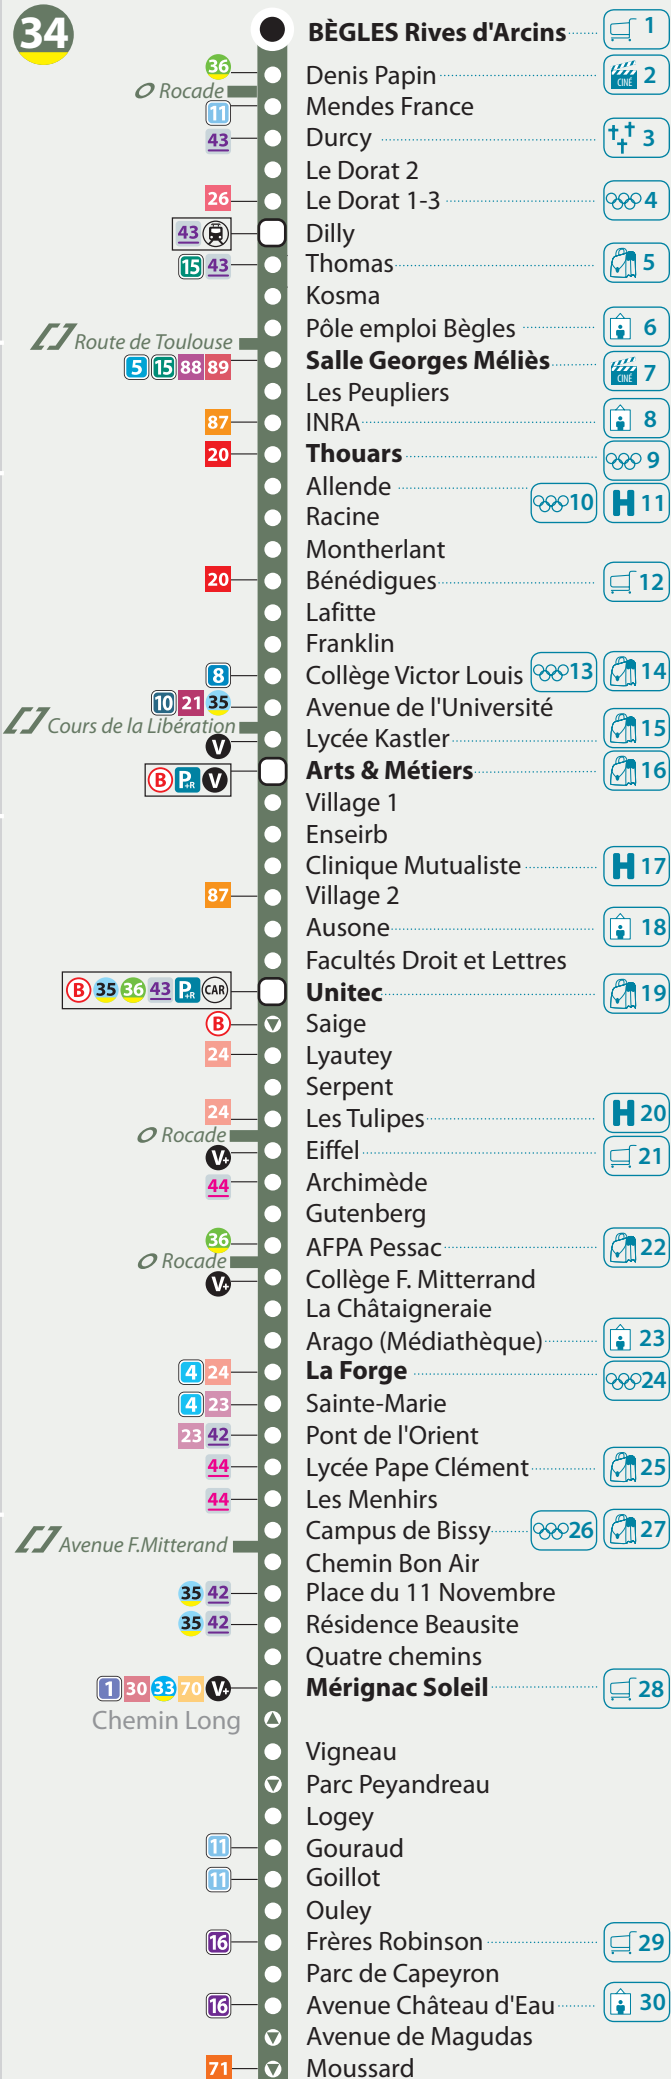 34
BÈGLES Rives d'Arcins 1
36 Denis Papin CINÉ 2
Rocade
11 Mendes France
43 Durcy 3
Le Dorat 2
26 Le Dorat 1-3 4
43 Dilly
15 43 Thomas 5
Kosma
Pôle emploi Bègles 6
Route de Toulouse
5 15 88 89 Salle Georges Méliès CINÉ 7
Les Peupliers
87 INRA 8
20 Thouars 9
Allende 10 H 11
Racine
Montherlant
20 Bénédigues 12
Lafitte
Franklin
8 Collège Victor Louis 13 14
10 21 35 Avenue de l'Université
Cours de la Libération
V Lycée Kastler 15
B P+R V Arts & Métiers 16
Village 1
Enseirb
Clinique Mutualiste H 17
87 Village 2
Ausone 18
Facultés Droit et Lettres
B 35 36 43 P+R CAR Unitec 19
B Saige
24 Lyautey
Serpent
24 Les Tulipes H 20
Rocade
V+ Eiffel 21
44 Archimède
Gutenberg
36 AFPA Pessac 22
Rocade
V+ Collège F. Mitterrand
La Châtaigneraie
Arago (Médiathèque) 23
4 24 La Forge 24
4 23 Sainte-Marie
23 42 Pont de l'Orient
44 Lycée Pape Clément 25
44 Les Menhirs
Campus de Bissy 26 27
Avenue F.Mitterand
Chemin Bon Air
35 42 Place du 11 Novembre
35 42 Résidence Beausite
Quatre chemins
1 30 33 70 V+ Mérignac Soleil 28
Chemin Long
Vigneau
Parc Peyandreau
Logey
11 Gouraud
11 Goillot
Ouley
16 Frères Robinson 29
Parc de Capeyron
16 Avenue Château d'Eau 30
Avenue de Magudas
71 Moussard